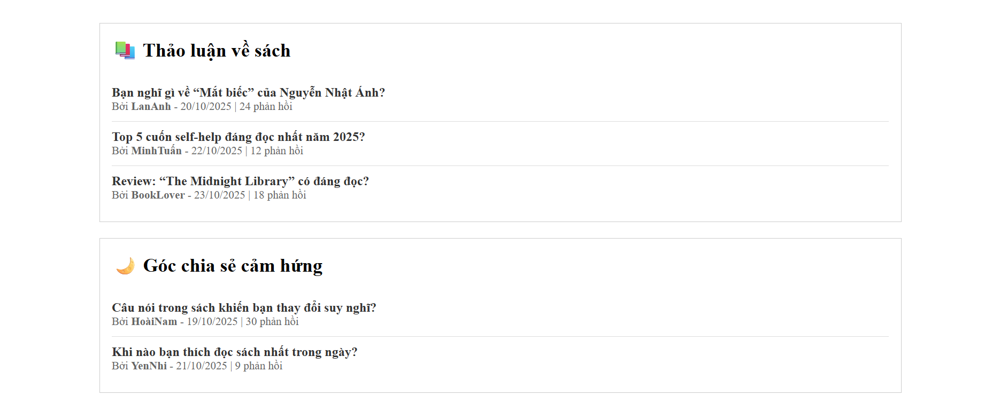 📚 Thảo luận về sách
Bạn nghĩ gì về “Mắt biếc” của Nguyễn Nhật Ánh?
Bởi LanAnh - 20/10/2025 | 24 phản hồi
Top 5 cuốn self-help đáng đọc nhất năm 2025?
Bởi MinhTuấn - 22/10/2025 | 12 phản hồi
Review: “The Midnight Library” có đáng đọc?
Bởi BookLover - 23/10/2025 | 18 phản hồi
🌙 Góc chia sẻ cảm hứng
Câu nói trong sách khiến bạn thay đổi suy nghĩ?
Bởi HoàiNam - 19/10/2025 | 30 phản hồi
Khi nào bạn thích đọc sách nhất trong ngày?
Bởi YenNhi - 21/10/2025 | 9 phản hồi